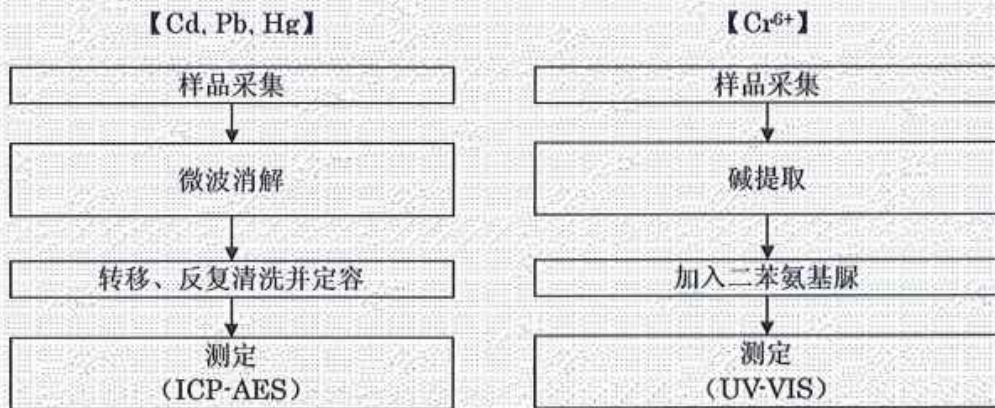 【Cd, Pb, Hg】
样品采集
微波消解
转移、反复清洗并定容
测定
(ICP-AES)
【Cr⁶⁺】
样品采集
碱提取
加入二苯氨基脲
测定
(UV-VIS)